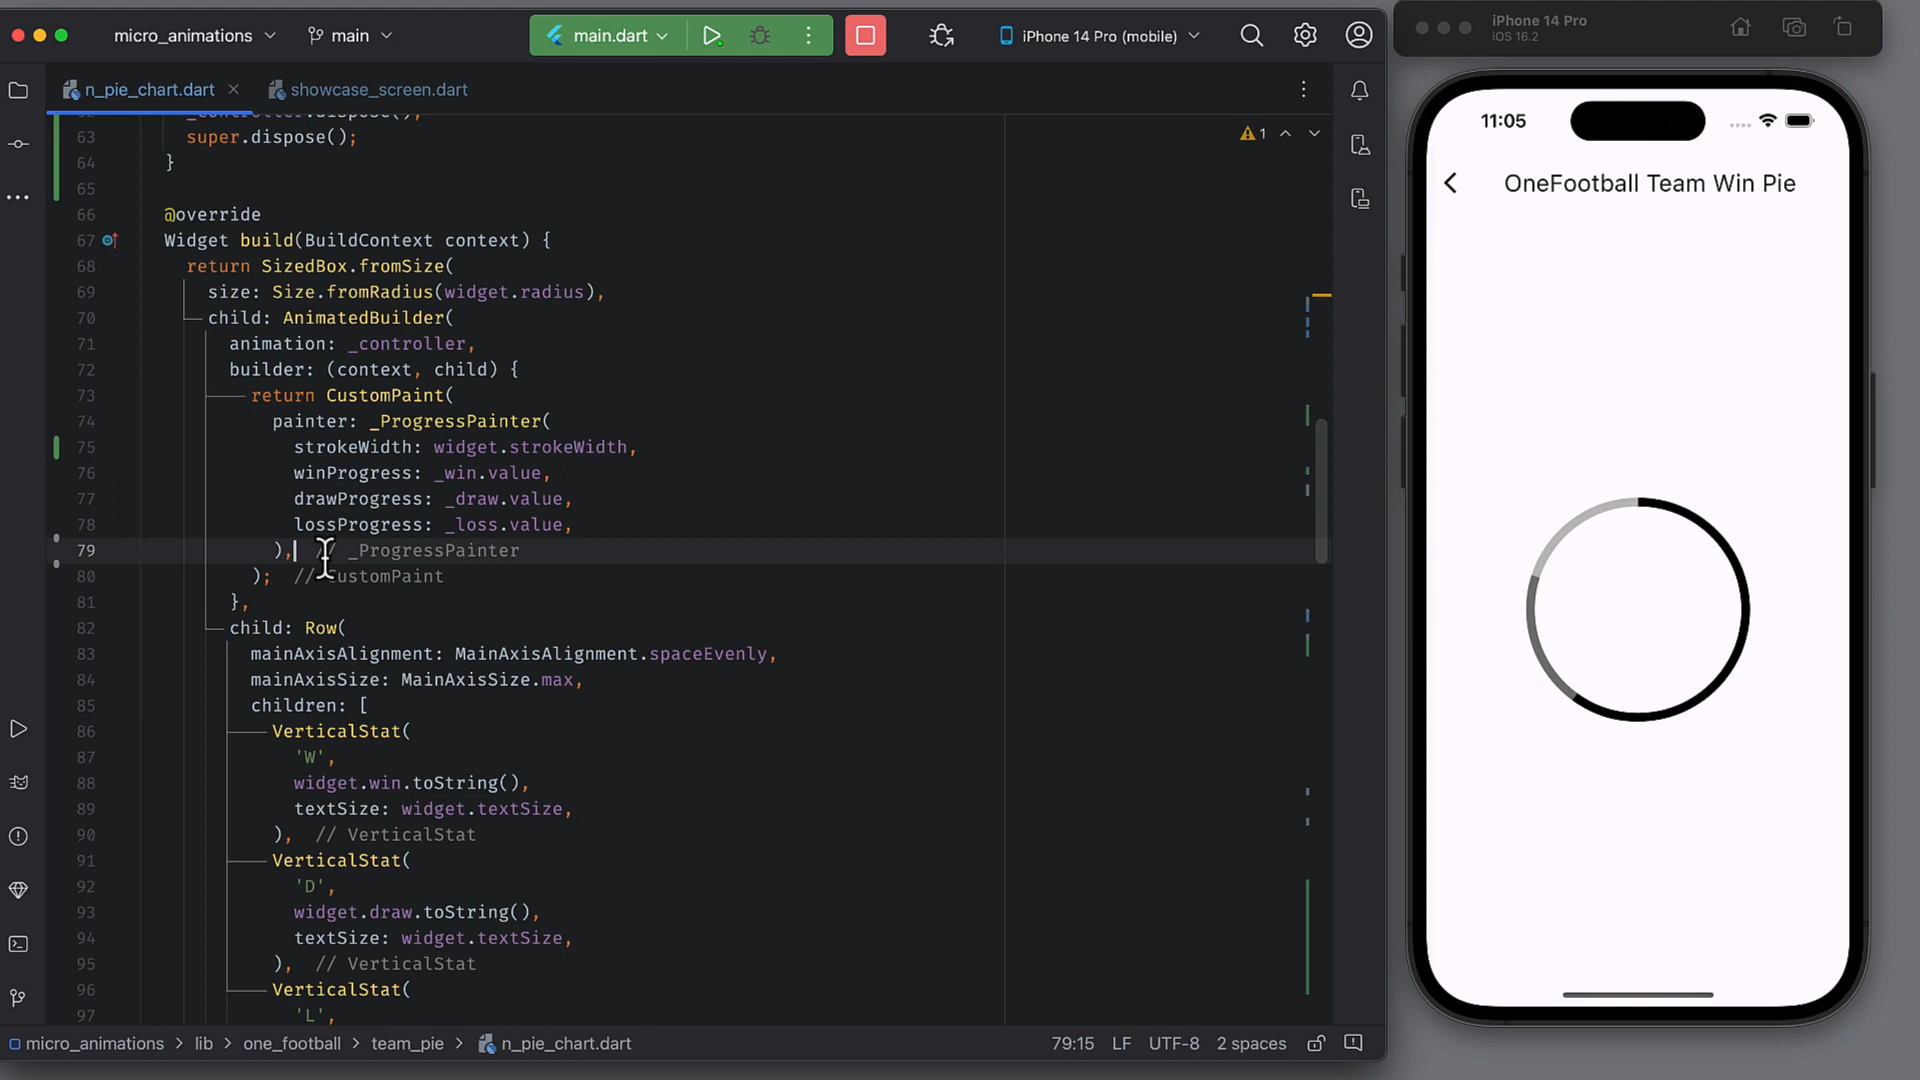 micro_animations
main
main.dart
iPhone 14 Pro (mobile)
n_pie_chart.dart
showcase_screen.dart
1
62 _controller.dispose();
63 super.dispose();
64 }
65
66 @override
67 Widget build(BuildContext context) {
68 return SizedBox.fromSize(
69 size: Size.fromRadius(widget.radius),
70 child: AnimatedBuilder(
71 animation: _controller,
72 builder: (context, child) {
73 return CustomPaint(
74 painter: _ProgressPainter(
75 strokeWidth: widget.strokeWidth,
76 winProgress: _win.value,
77 drawProgress: _draw.value,
78 lossProgress: _loss.value,
79 ), // _ProgressPainter
80 ); // CustomPaint
81 },
82 child: Row(
83 mainAxisAlignment: MainAxisAlignment.spaceEvenly,
84 mainAxisSize: MainAxisSize.max,
85 children: [
86 VerticalStat(
87 'W',
88 widget.win.toString(),
89 textSize: widget.textSize,
90 ), // VerticalStat
91 VerticalStat(
92 'D',
93 widget.draw.toString(),
94 textSize: widget.textSize,
95 ), // VerticalStat
96 VerticalStat(
97 'L',
micro_animations > lib > one_football > team_pie > n_pie_chart.dart
79:15 LF UTF-8 2 spaces
iPhone 14 Pro
iOS 16.2
11:05
OneFootball Team Win Pie